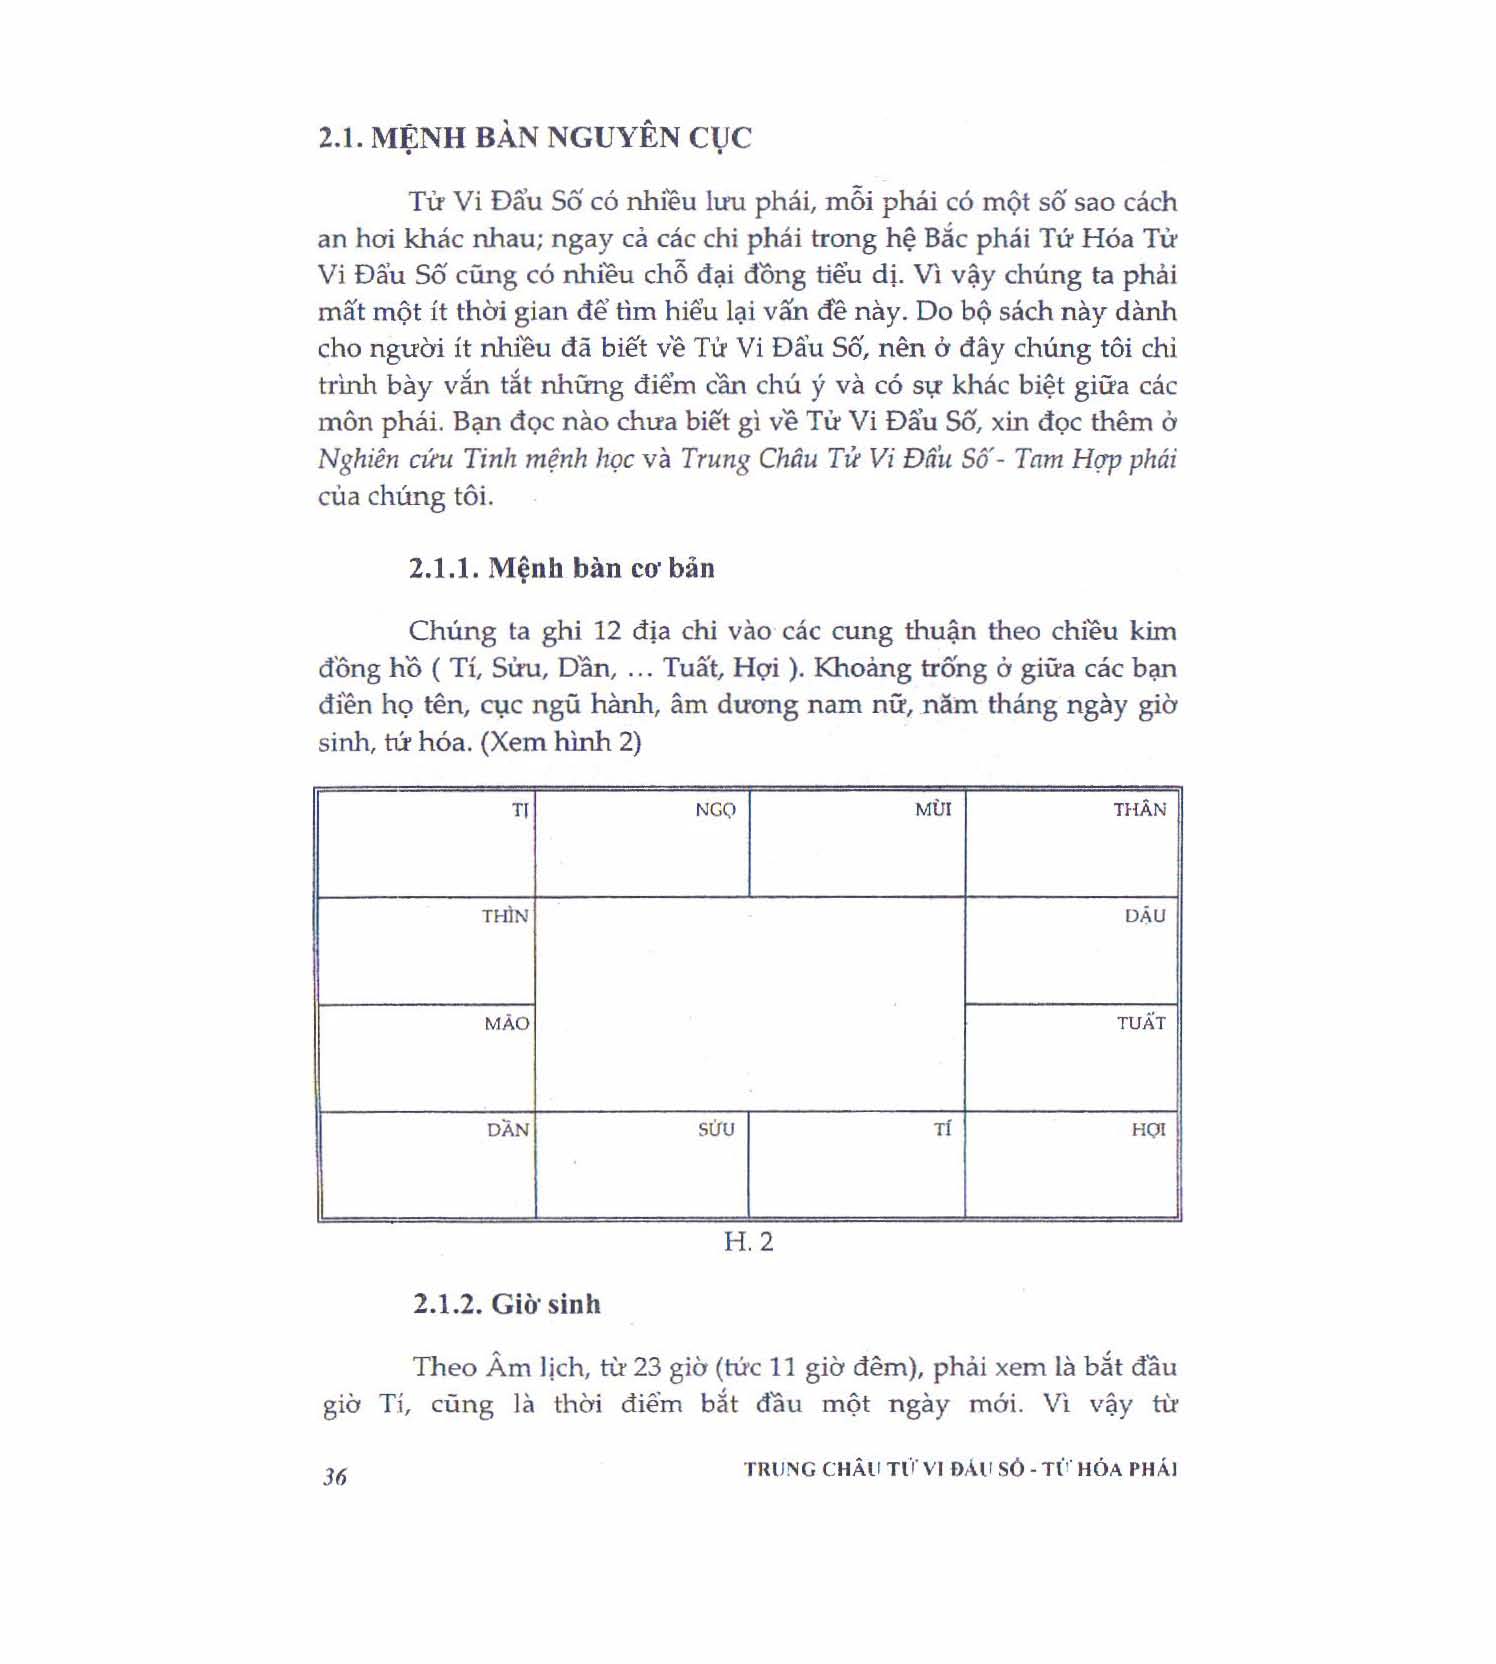 2.1. MỆNH BÀN NGUYÊN CỤC
Tử Vi Đẩu Số có nhiều lưu phái, mỗi phái có một số sao cách
an hơi khác nhau; ngay cả các chi phái trong hệ Bắc phái Tứ Hóa Tử
Vi Đẩu Số cũng có nhiều chỗ đại đồng tiểu dị. Vì vậy chúng ta phải
mất một ít thời gian để tìm hiểu lại vấn đề này. Do bộ sách này dành
cho người ít nhiều đã biết về Tử Vi Đẩu Số, nên ở đây chúng tôi chỉ
trình bày vắn tắt những điểm cần chú ý và có sự khác biệt giữa các
môn phái. Bạn đọc nào chưa biết gì về Tử Vi Đẩu Số, xin đọc thêm ở
Nghiên cứu Tinh mệnh học và Trung Châu Tử Vi Đẩu Số - Tam Hợp phái
của chúng tôi.
2.1.1. Mệnh bàn cơ bản
Chúng ta ghi 12 địa chi vào các cung thuận theo chiều kim
đồng hồ ( Tí, Sửu, Dần, ... Tuất, Hợi ). Khoảng trống ở giữa các bạn
điền họ tên, cục ngũ hành, âm dương nam nữ, năm tháng ngày giờ
sinh, tứ hóa. (Xem hình 2)
TỊ NGỌ MÙI THÂN
THÌN DẬU
MÃO TUẤT
DẦN SỬU TÍ HỢI
H. 2
2.1.2. Giờ sinh
Theo Âm lịch, từ 23 giờ (tức 11 giờ đêm), phải xem là bắt đầu
giờ Tí, cũng là thời điểm bắt đầu một ngày mới. Vì vậy từ
36 TRUNG CHÂU TỬ VI ĐẨU SỐ - TỨ HÓA PHÁI